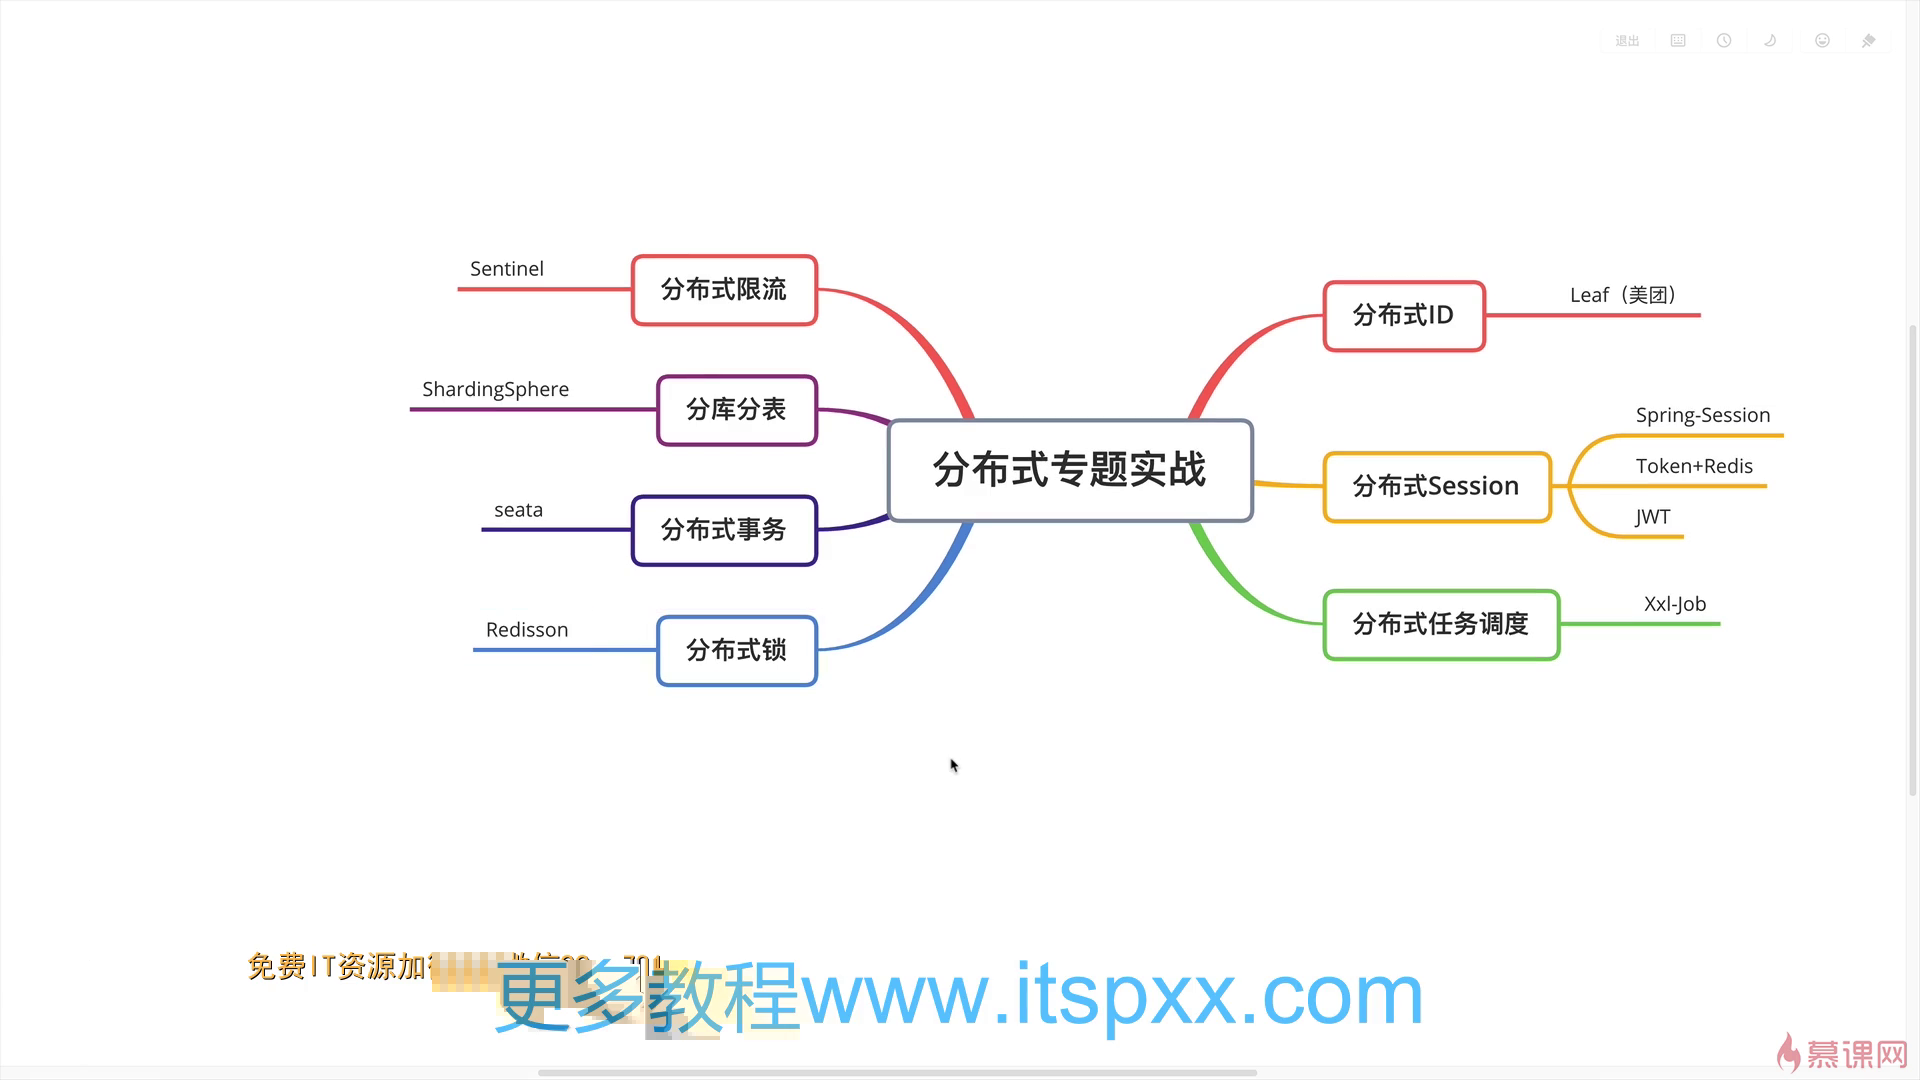 退出
分布式专题实战
分布式限流
Sentinel
分库分表
ShardingSphere
分布式事务
seata
分布式锁
Redisson
分布式ID
Leaf（美团）
分布式Session
Spring-Session
Token+Redis
JWT
分布式任务调度
Xxl-Job
免费IT资源加
更多教程www.itspxx.com
慕课网